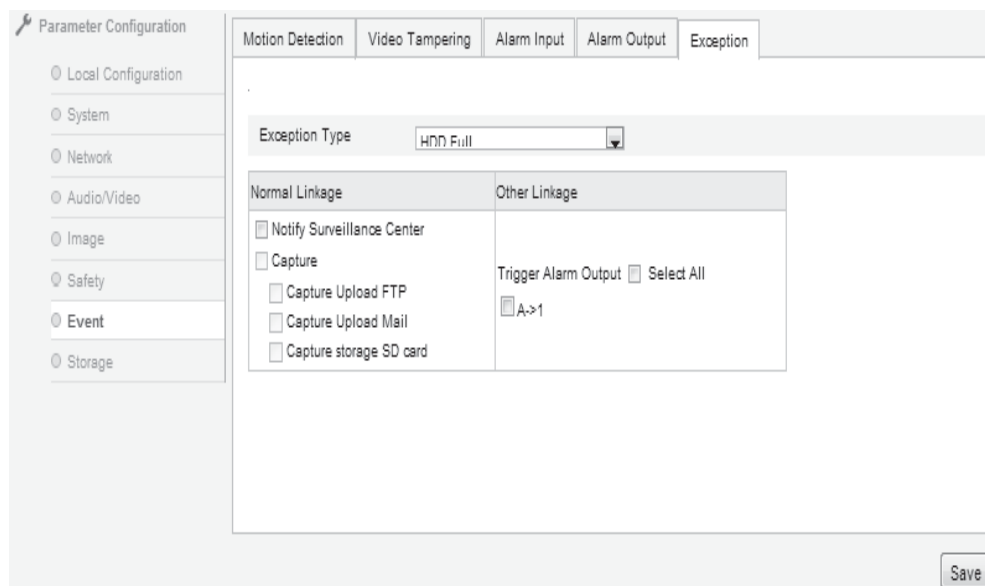 Parameter Configuration
Local Configuration
System
Network
Audio/Video
Image
Safety
Event
Storage
Motion Detection
Video Tampering
Alarm Input
Alarm Output
Exception
Exception Type
HDD Full
Normal Linkage
Other Linkage
Notify Surveillance Center
Capture
Capture Upload FTP
Capture Upload Mail
Capture storage SD card
Trigger Alarm Output Select All
A->1
Save